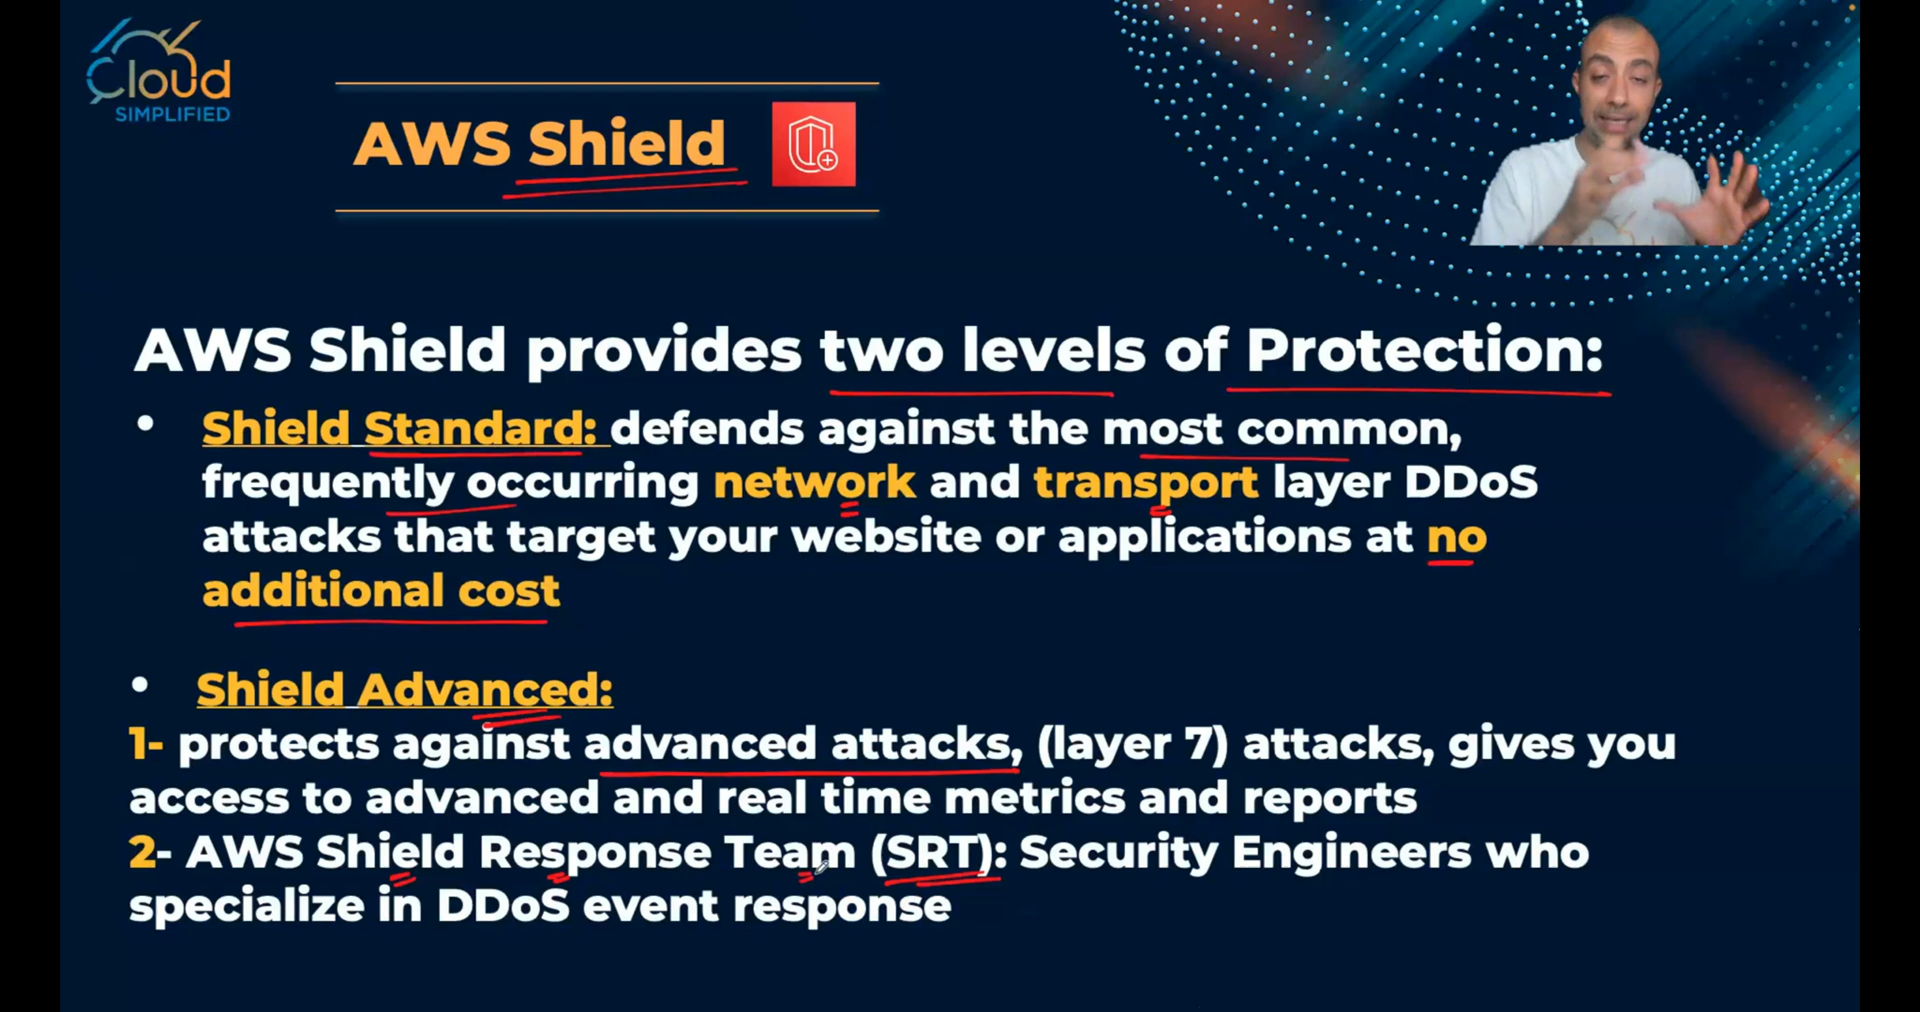 Cloud
SIMPLIFIED
AWS Shield
AWS Shield provides two levels of Protection:
• Shield Standard: defends against the most common,
frequently occurring network and transport layer DDoS
attacks that target your website or applications at no
additional cost
• Shield Advanced:
1- protects against advanced attacks, (layer 7) attacks, gives you
access to advanced and real time metrics and reports
2- AWS Shield Response Team (SRT): Security Engineers who
specialize in DDoS event response